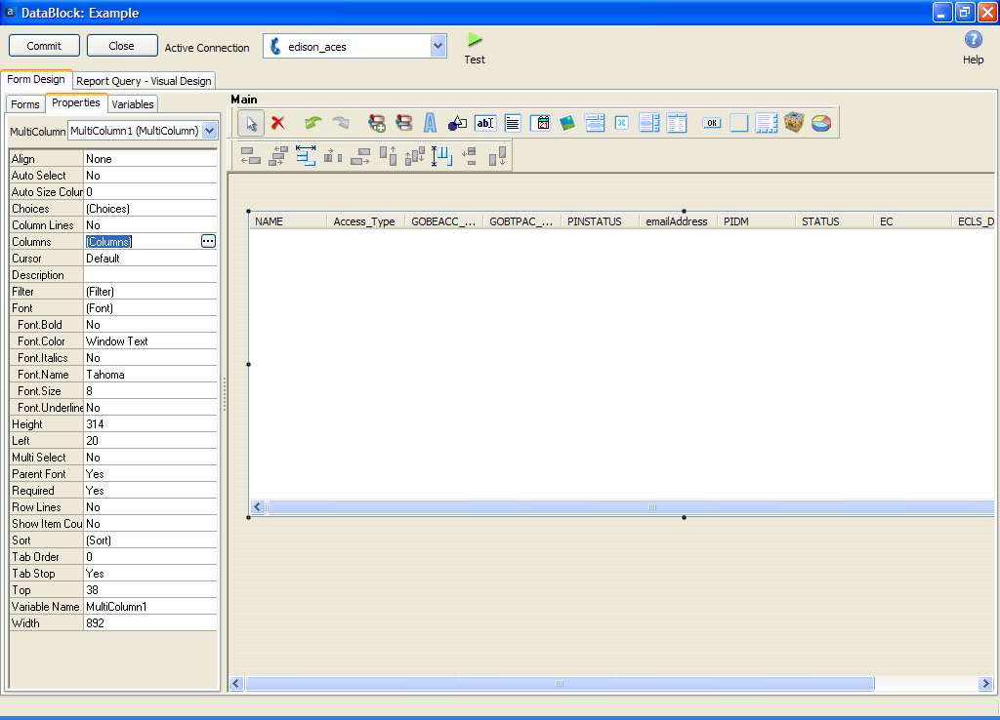 DataBlock: Example
Commit Close Active Connection edison_aces Test Help
Form Design Report Query - Visual Design
Forms Properties Variables
Main
MultiColumn MultiColumn1 (MultiColumn)
Align None
Auto Select No
Auto Size Colur 0
Choices (Choices)
Column Lines No
Columns (Columns)
Cursor Default
Description
Filter (Filter)
Font (Font)
Font.Bold No
Font.Color Window Text
Font.Italics No
Font.Name Tahoma
Font.Size 8
Font.Underline No
Height 314
Left 20
Multi Select No
Parent Font Yes
Required Yes
Row Lines No
Show Item Cou No
Sort (Sort)
Tab Order 0
Tab Stop Yes
Top 38
Variable Name MultiColumn1
Width 892
abI
OK
NAME Access_Type GOBEACC_... GOBTPAC_... PINSTATUS emailAddress PIDM STATUS EC ECLS_D